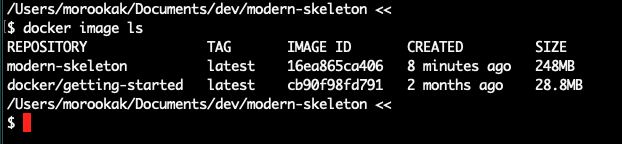 /Users/morookak/Documents/dev/modern-skeleton <<
$ docker image ls
REPOSITORY TAG IMAGE ID CREATED SIZE
modern-skeleton latest 16ea865ca406 8 minutes ago 248MB
docker/getting-started latest cb90f98fd791 2 months ago 28.8MB
/Users/morookak/Documents/dev/modern-skeleton <<
$